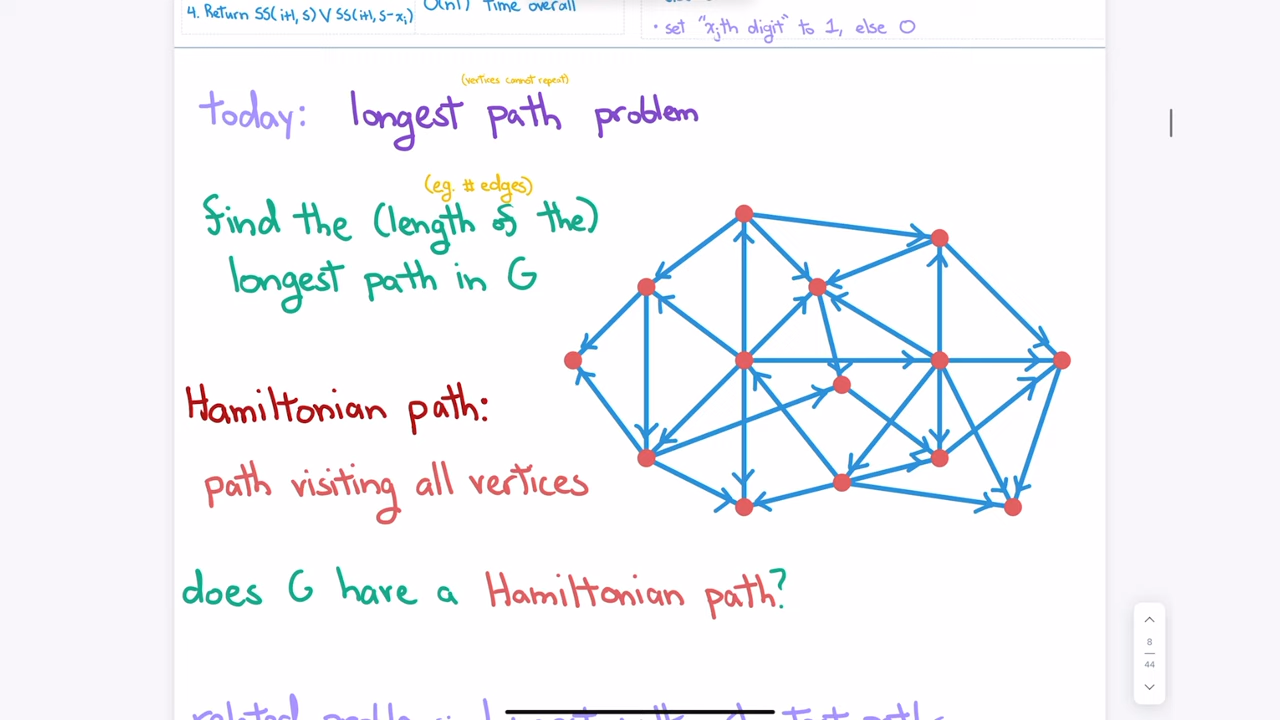 4. Return SS(i+1, s) ∨ SS(i+1, s-xᵢ)
O(nT) time overall
• set "xⱼth digit" to 1, else 0
(vertices cannot repeat)
today: longest path problem
(eg. # edges)
find the (length of the)
longest path in G
Hamiltonian path:
path visiting all vertices
does G have a Hamiltonian path?
8
44